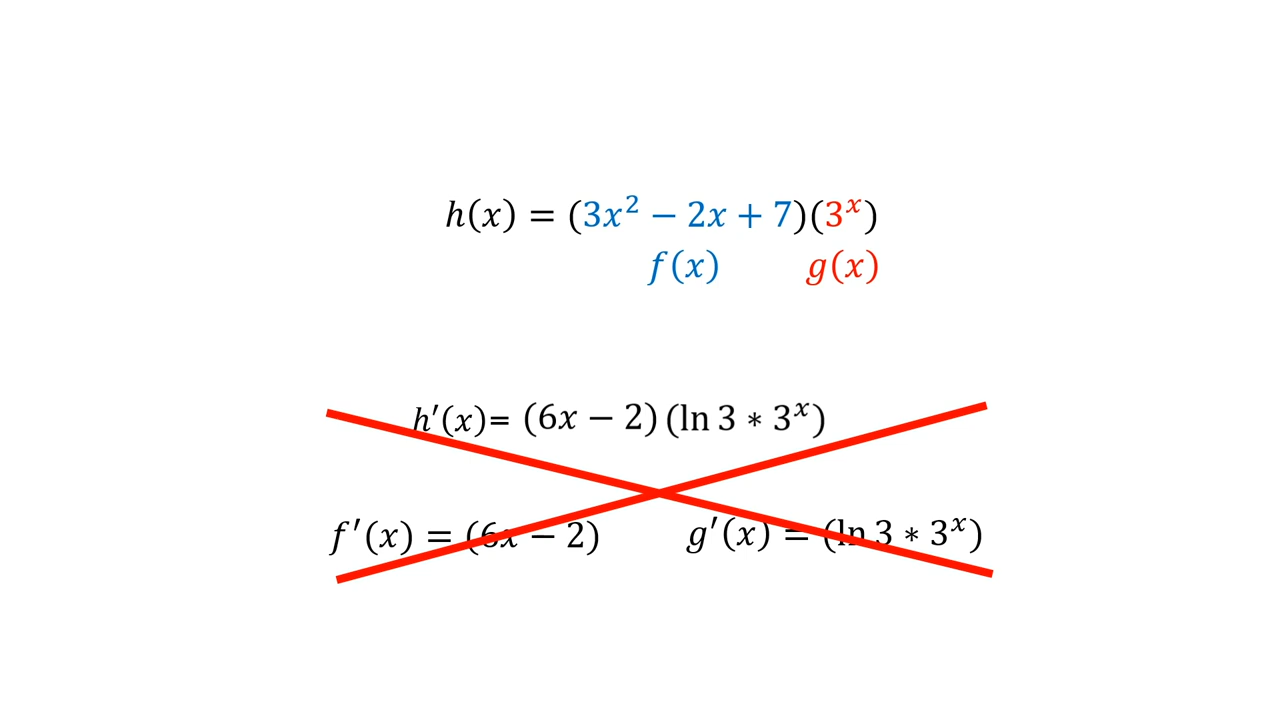 h(x) = (3x² − 2x + 7)(3ˣ)
f(x) g(x)
h′(x)= (6x − 2)(ln 3 ∗ 3ˣ)
f′(x) = (6x − 2) g′(x) = (ln 3 ∗ 3ˣ)